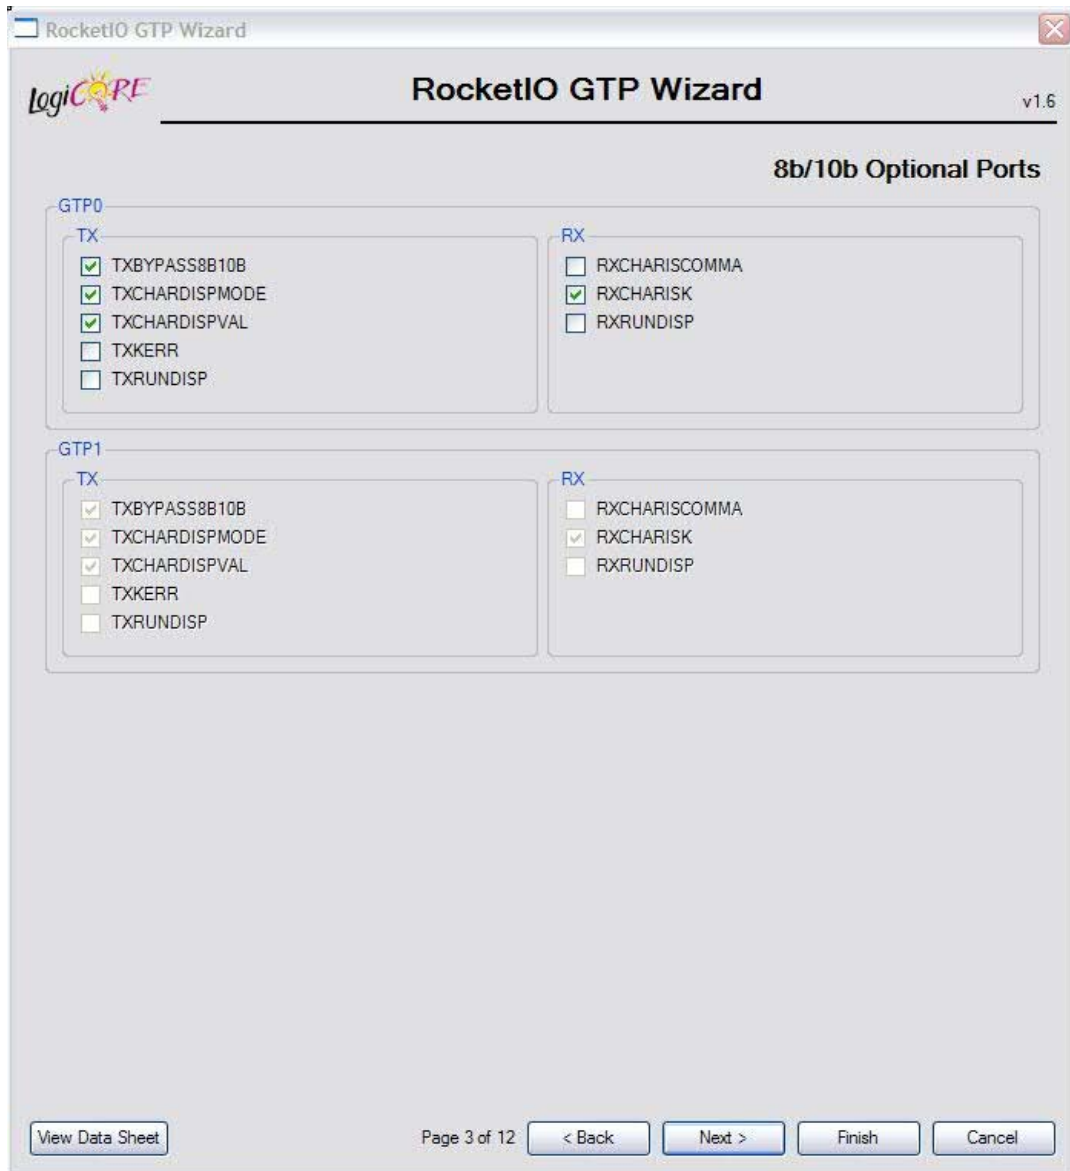 RocketIO GTP Wizard
LogiCORE
RocketIO GTP Wizard
v1.6
8b/10b Optional Ports
GTP0
TX
TXBYPASS8B10B
TXCHARDISPMODE
TXCHARDISPVAL
TXKERR
TXRUNDISP
RX
RXCHARISCOMMA
RXCHARISK
RXRUNDISP
GTP1
TX
TXBYPASS8B10B
TXCHARDISPMODE
TXCHARDISPVAL
TXKERR
TXRUNDISP
RX
RXCHARISCOMMA
RXCHARISK
RXRUNDISP
View Data Sheet
Page 3 of 12
< Back
Next >
Finish
Cancel